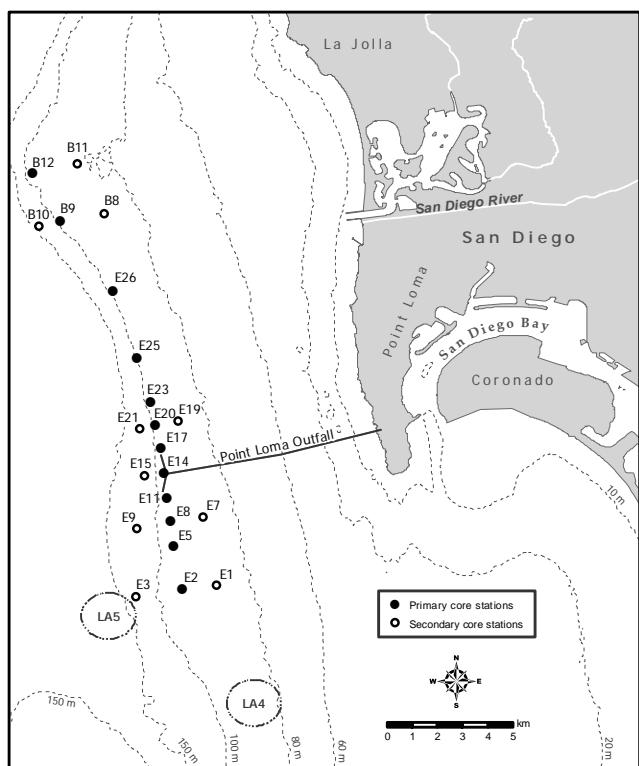 La Jolla
B11
B12
B8
B9
B10
San Diego River
San Diego
E26
Point Loma
San Diego Bay
E25
Coronado
E23
E19
E20
E21
E17
Point Loma Outfall
E14
E15
E11
E7
E8
E9
E5
E1
E2
E3
10 m
LA5
Primary core stations
Secondary core stations
LA4
N
W E
S
km
0 1 2 3 4 5
150 m
150 m
100 m
80 m
60 m
20 m